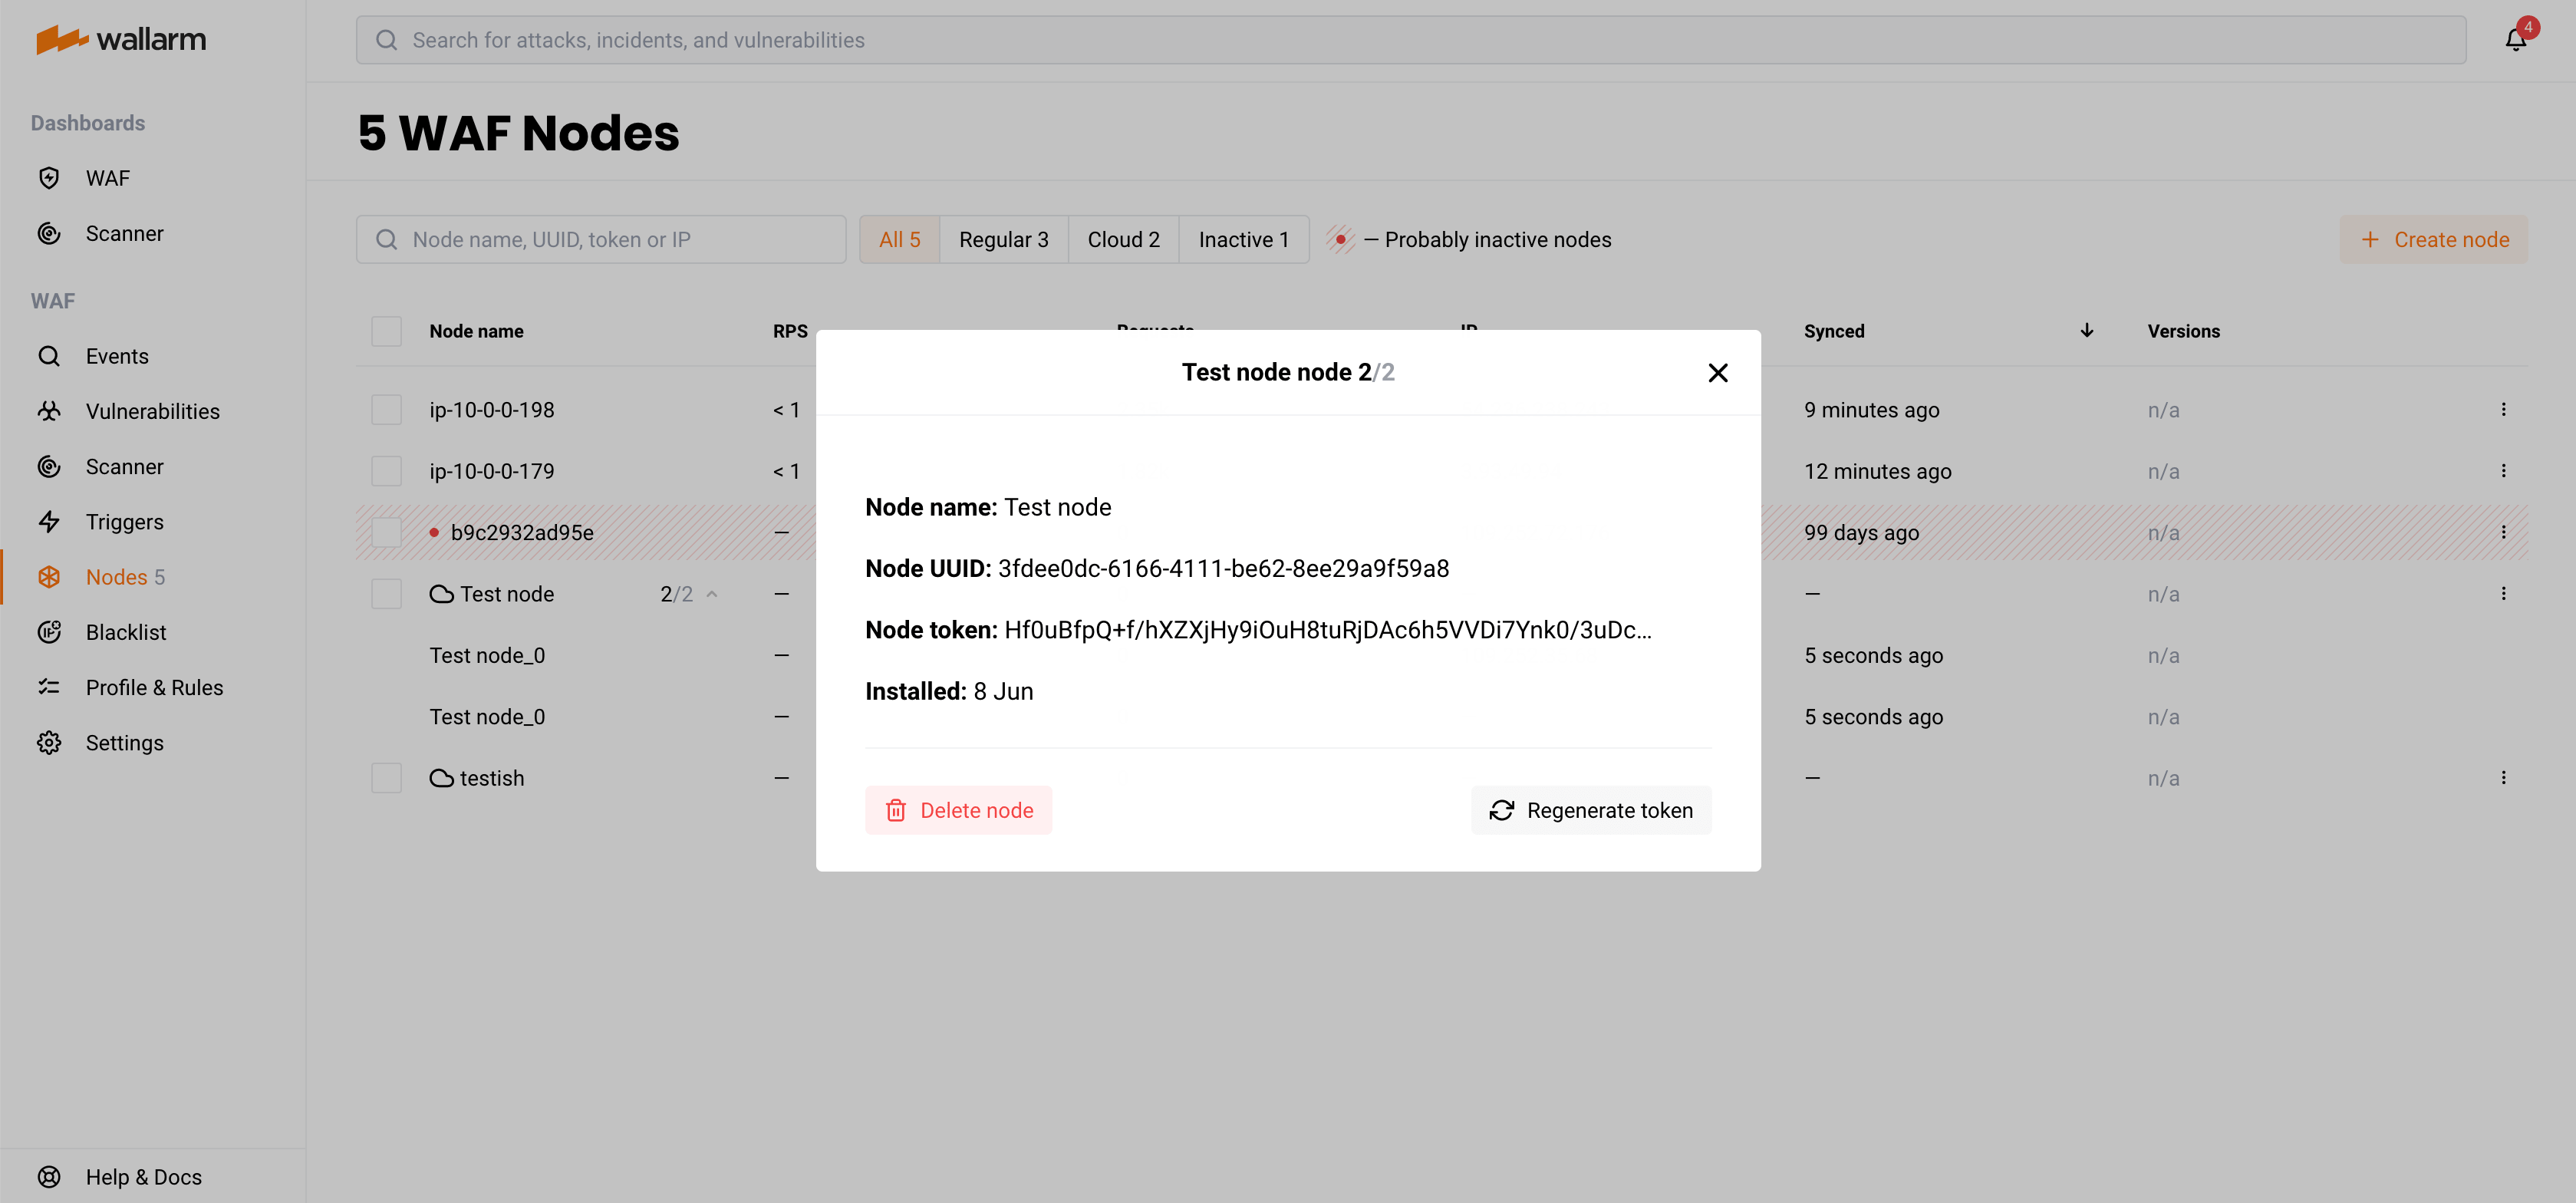 wallarm
Search for attacks, incidents, and vulnerabilities
4
Dashboards
WAF
Scanner
WAF
Events
Vulnerabilities
Scanner
Triggers
Nodes 5
Blacklist
Profile & Rules
Settings
Help & Docs
5 WAF Nodes
Node name, UUID, token or IP
All 5
Regular 3
Cloud 2
Inactive 1
— Probably inactive nodes
+ Create node
Node name RPS Requests IP Synced Versions
ip-10-0-0-198 < 1 9 minutes ago n/a
ip-10-0-0-179 < 1 12 minutes ago n/a
b9c2932ad95e — 99 days ago n/a
Test node 2/2 — — n/a
Test node_0 — 5 seconds ago n/a
Test node_0 — 5 seconds ago n/a
testish — — n/a
Test node node 2/2
Node name: Test node
Node UUID: 3fdee0dc-6166-4111-be62-8ee29a9f59a8
Node token: Hf0uBfpQ+f/hXZXjHy9iOuH8tuRjDAc6h5VVDi7Ynk0/3uDc...
Installed: 8 Jun
Delete node
Regenerate token